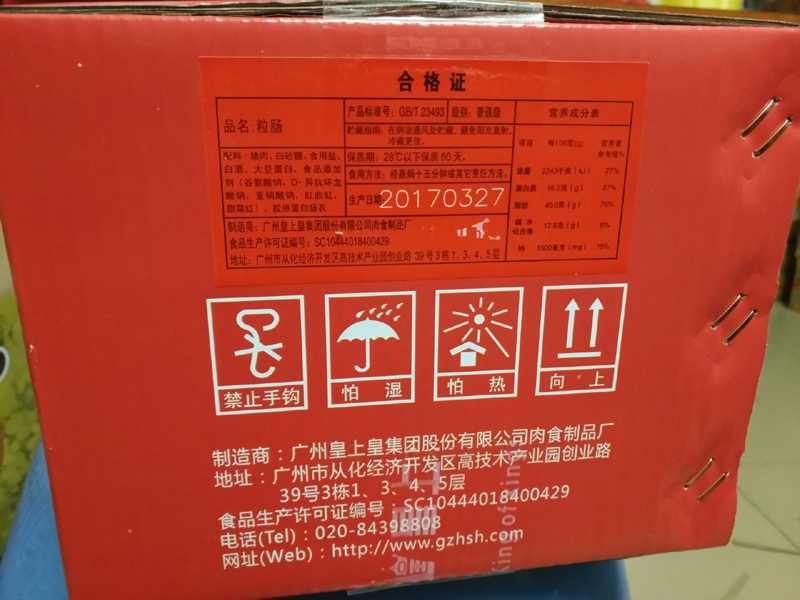 合格证
品名：粒肠
产品标准号：GB/T 23493 级别：普通级
贮藏指南：在阴凉通风处贮藏，避免阳光直射，
冷藏更佳。
保质期：28℃以下保质 60 天。
食用方法：经蒸焗十五分钟或其它烹饪方法。
生产日期 20170327
配料：猪肉，白砂糖，食用盐，
白酒，大豆蛋白，食品添加
剂（谷氨酸钠，D-异抗坏血
酸钠，亚硝酸钠，红曲红，
甜菜红），胶原蛋白肠衣
制造商：广州皇上皇集团股份有限公司肉食制品厂
食品生产许可证编号：SC10444018400429
地址：广州市从化经济开发区高技术产业园创业路 39 号 3 栋 1、3、4、5 层
营养成分表
项目 每100克(g) 营养素
参考值%
能量 2343千焦（kJ） 27%
蛋白质 16.2克（g） 27%
脂肪 45.0克（g） 75%
碳 水
化合物 17.8克（g） 6%
钠 1500毫克（mg） 75%
禁止手钩
怕 湿
怕 热
向 上
制造商：广州皇上皇集团股份有限公司肉食制品厂
地址：广州市从化经济开发区高技术产业园创业路
39号3栋1、3、4、5层
食品生产许可证编号：SC10444018400429
电话(Tel)：020-84398808
网址(Web)：http://www.gzhsh.com